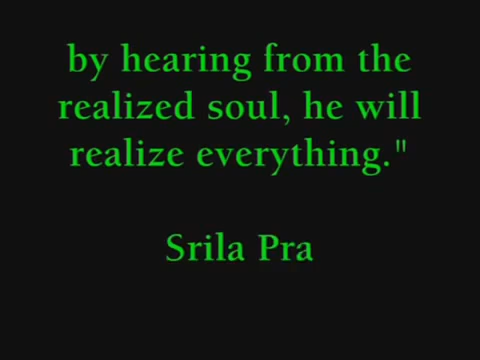 by hearing from the
realized soul, he will
realize everything."
Srila Pra